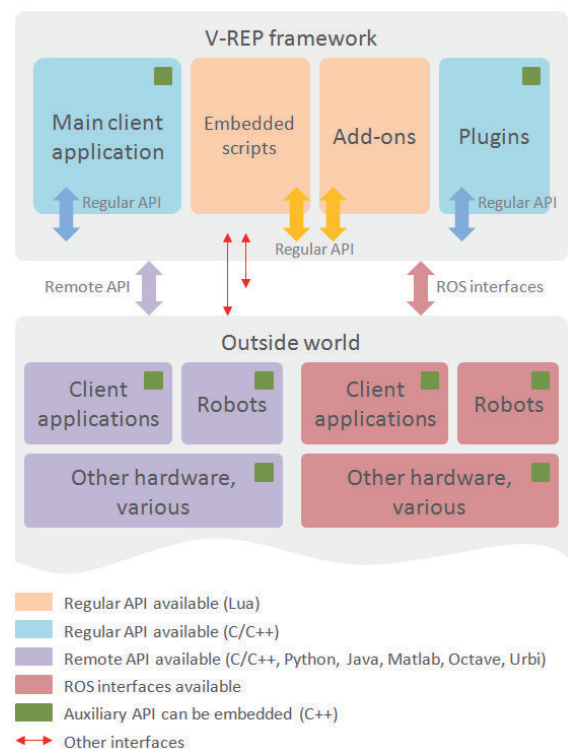 V-REP framework
Main client
application
Embedded
scripts
Add-ons
Plugins
Regular API
Regular API
Regular API
Remote API
ROS interfaces
Outside world
Client
applications
Robots
Client
applications
Robots
Other hardware,
various
Other hardware,
various
Regular API available (Lua)
Regular API available (C/C++)
Remote API available (C/C++, Python, Java, Matlab, Octave, Urbi)
ROS interfaces available
Auxiliary API can be embedded (C++)
Other interfaces